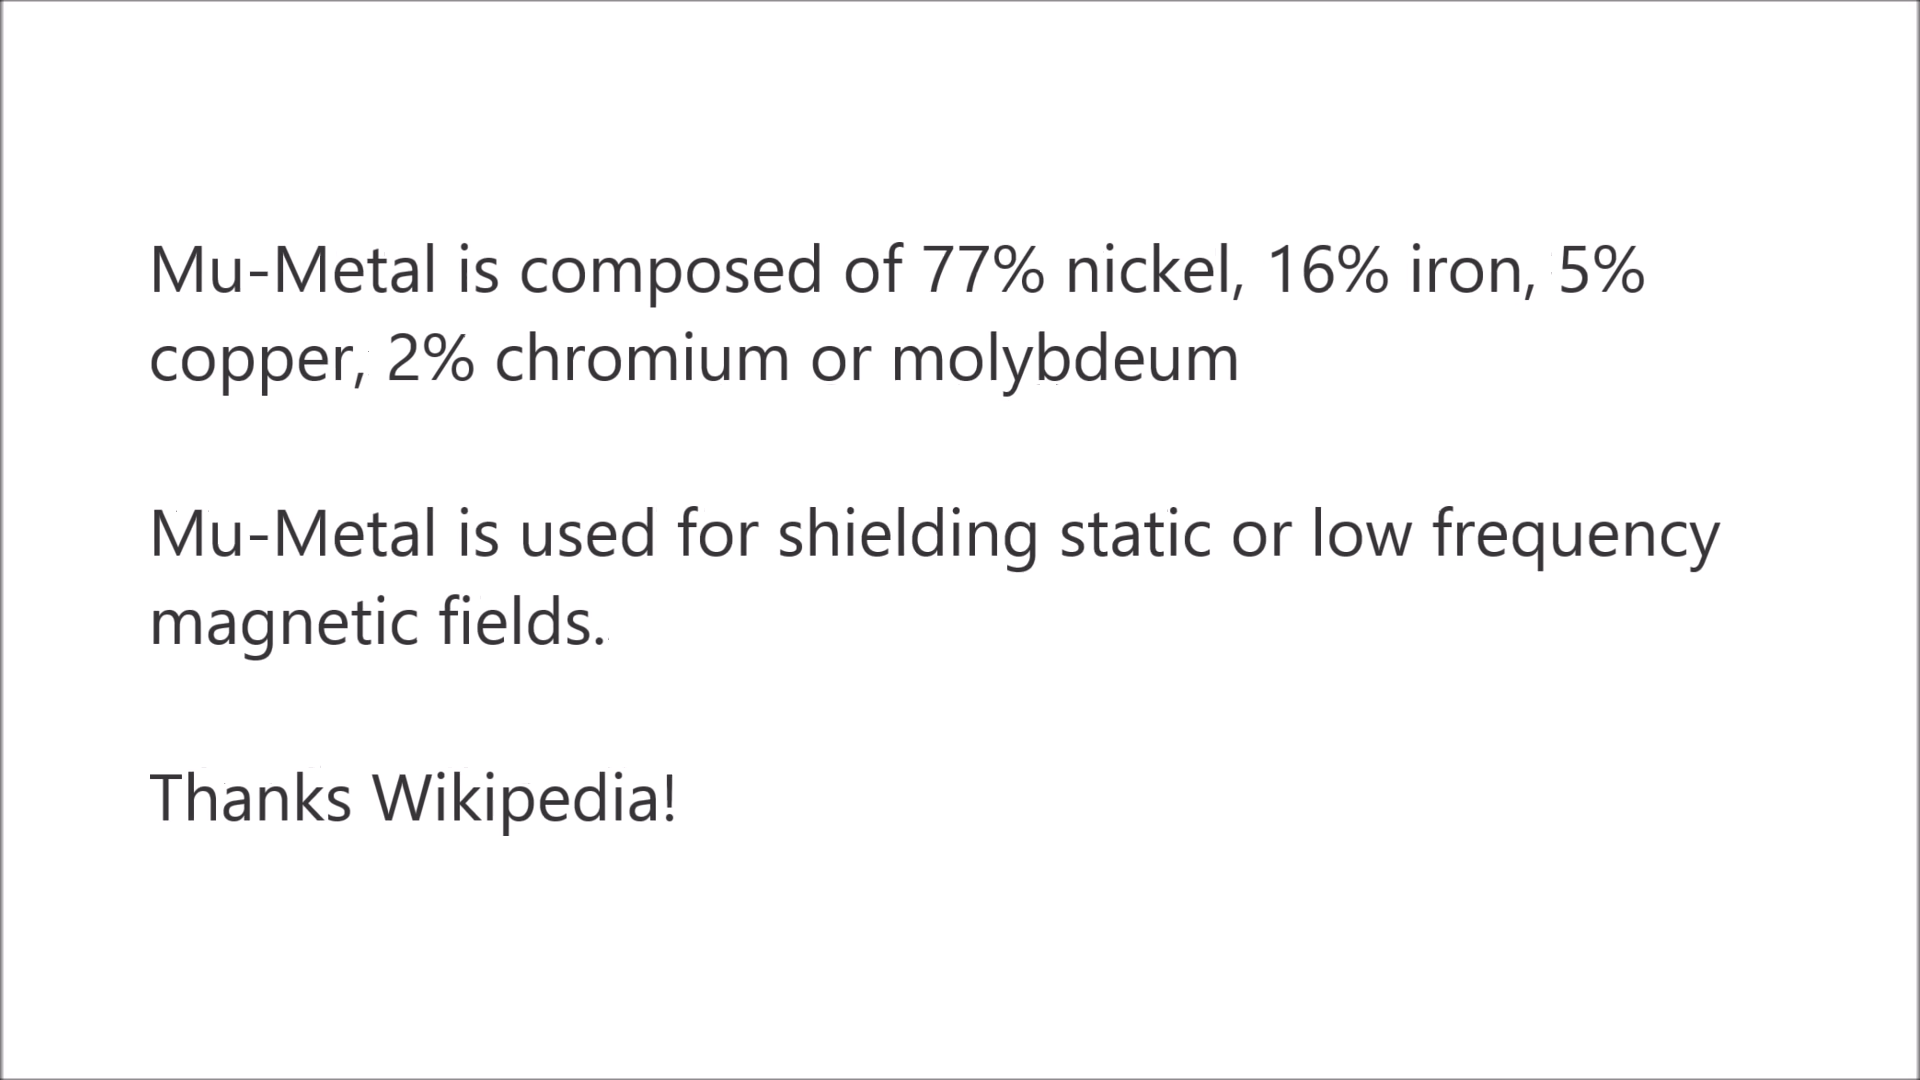 Mu-Metal is composed of 77% nickel, 16% iron, 5%
copper, 2% chromium or molybdeum
Mu-Metal is used for shielding static or low frequency
magnetic fields.
Thanks Wikipedia!